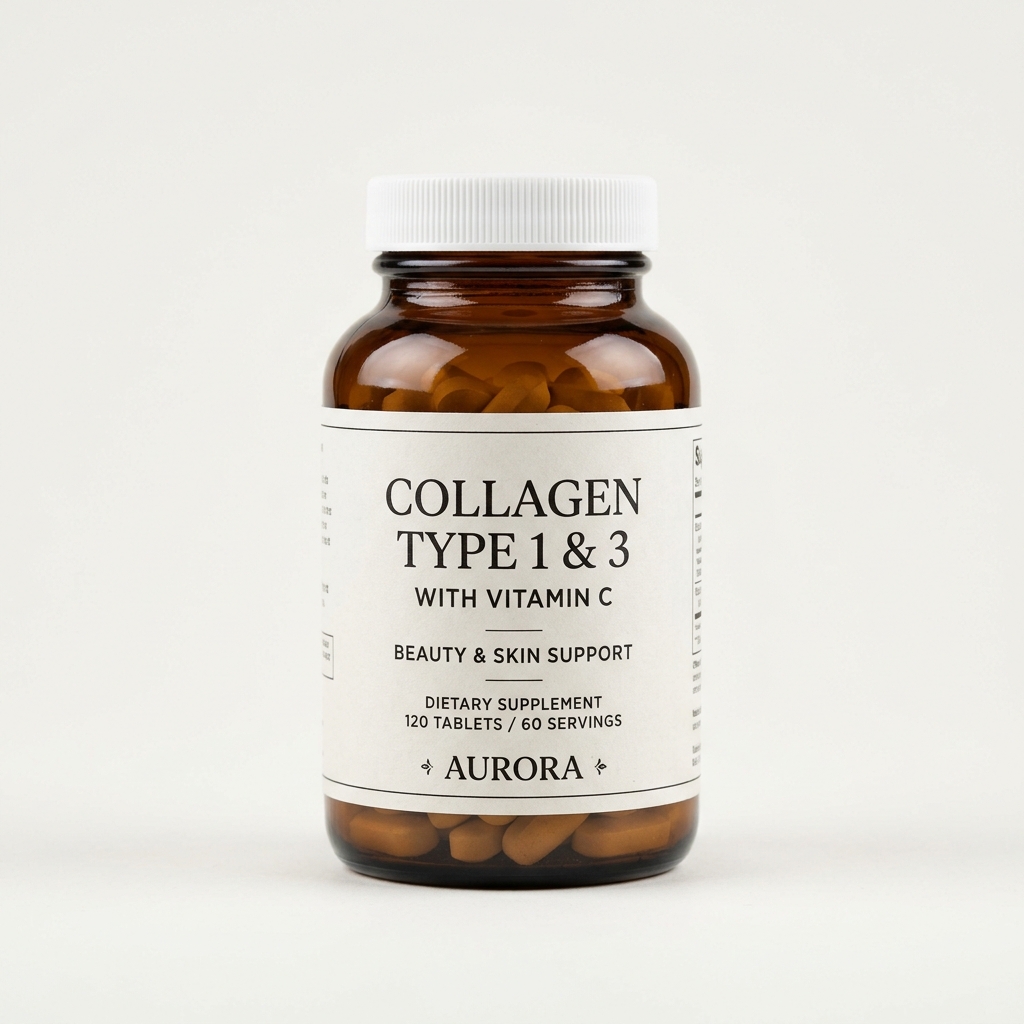 COLLAGEN
TYPE 1 & 3
WITH VITAMIN C
BEAUTY & SKIN SUPPORT
DIETARY SUPPLEMENT
120 TABLETS / 60 SERVINGS
AURORA